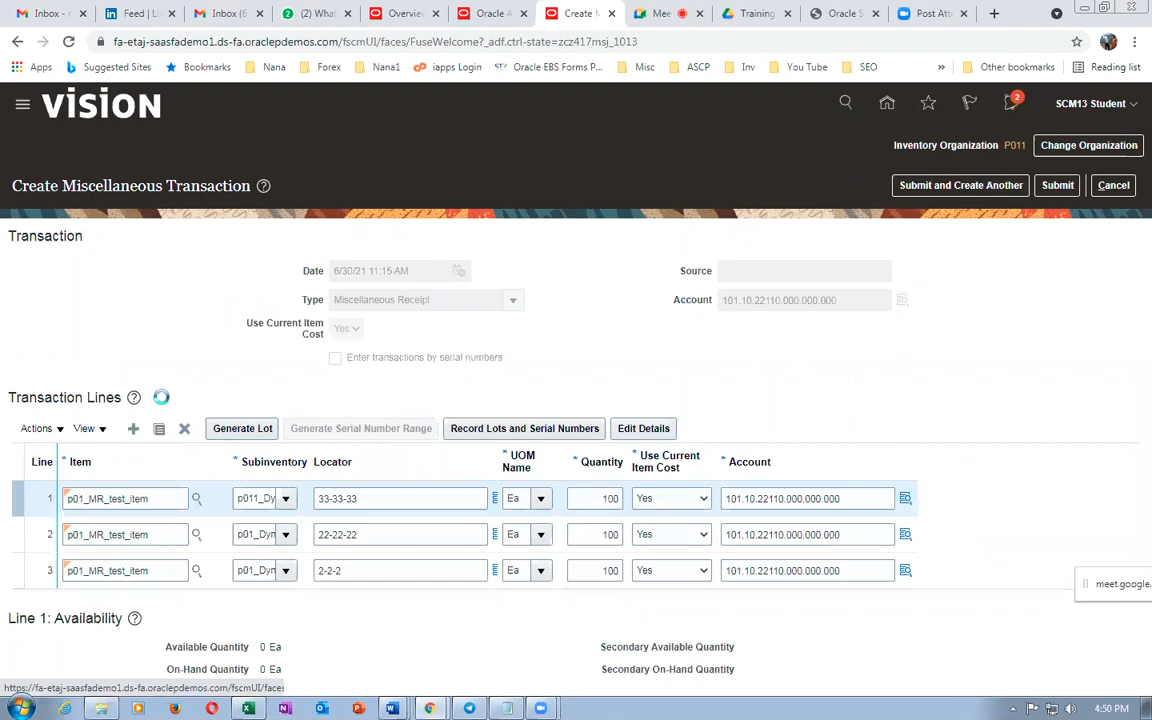 Inbox - n
Feed | Li
Inbox (6
(2) What
Overview
Oracle A
Create M
Mee
Training
Oracle S
Post Att
fa-etaj-saasfademo1.ds-fa.oraclepdemos.com/fscmUI/faces/FuseWelcome?_adf.ctrl-state=zcz417msj_1013
Apps Suggested Sites Bookmarks Nana Forex Nana1 iapps Login Oracle EBS Forms P... Misc ASCP Inv You Tube SEO » Other bookmarks Reading list
VISION 2 SCM13 Student
Inventory Organization P011 Change Organization
Create Miscellaneous Transaction ? Submit and Create Another Submit Cancel
Transaction
Date 6/30/21 11:15 AM Source
Type Miscellaneous Receipt Account 101.10.22110.000.000.000
Use Current Item Cost Yes
Enter transactions by serial numbers
Transaction Lines ?
Actions View Generate Lot Generate Serial Number Range Record Lots and Serial Numbers Edit Details
Line * Item * Subinventory Locator * UOM Name * Quantity * Use Current Item Cost * Account
1 p01_MR_test_item p011_Dy 33-33-33 Ea 100 Yes 101.10.22110.000.000.000
2 p01_MR_test_item p01_Dyn 22-22-22 Ea 100 Yes 101.10.22110.000.000.000
3 p01_MR_test_item p01_Dyn 2-2-2 Ea 100 Yes 101.10.22110.000.000.000
meet.google.
Line 1: Availability ?
Available Quantity 0 Ea Secondary Available Quantity
On-Hand Quantity 0 Ea Secondary On-Hand Quantity
https://fa-etaj-saasfademo1.ds-fa.oraclepdemos.com/fscmUI/faces
4:50 PM